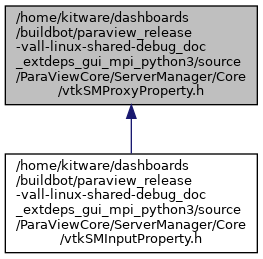 /home/kitware/dashboards
/buildbot/paraview_release
-vall-linux-shared-debug_doc
_extdeps_gui_mpi_python3/source
/ParaViewCore/ServerManager/Core
/vtkSMProxyProperty.h
/home/kitware/dashboards
/buildbot/paraview_release
-vall-linux-shared-debug_doc
_extdeps_gui_mpi_python3/source
/ParaViewCore/ServerManager/Core
/vtkSMInputProperty.h